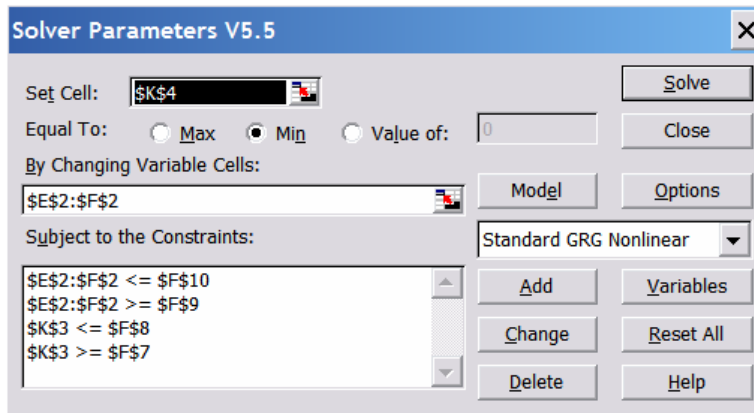 Solver Parameters V5.5
Set Cell: $K$4 Solve
Equal To: Max Min Value of: 0 Close
By Changing Variable Cells:
$E$2:$F$2 Model Options
Subject to the Constraints: Standard GRG Nonlinear
$E$2:$F$2 <= $F$10 Add Variables
$E$2:$F$2 >= $F$9
$K$3 <= $F$8 Change Reset All
$K$3 >= $F$7
Delete Help